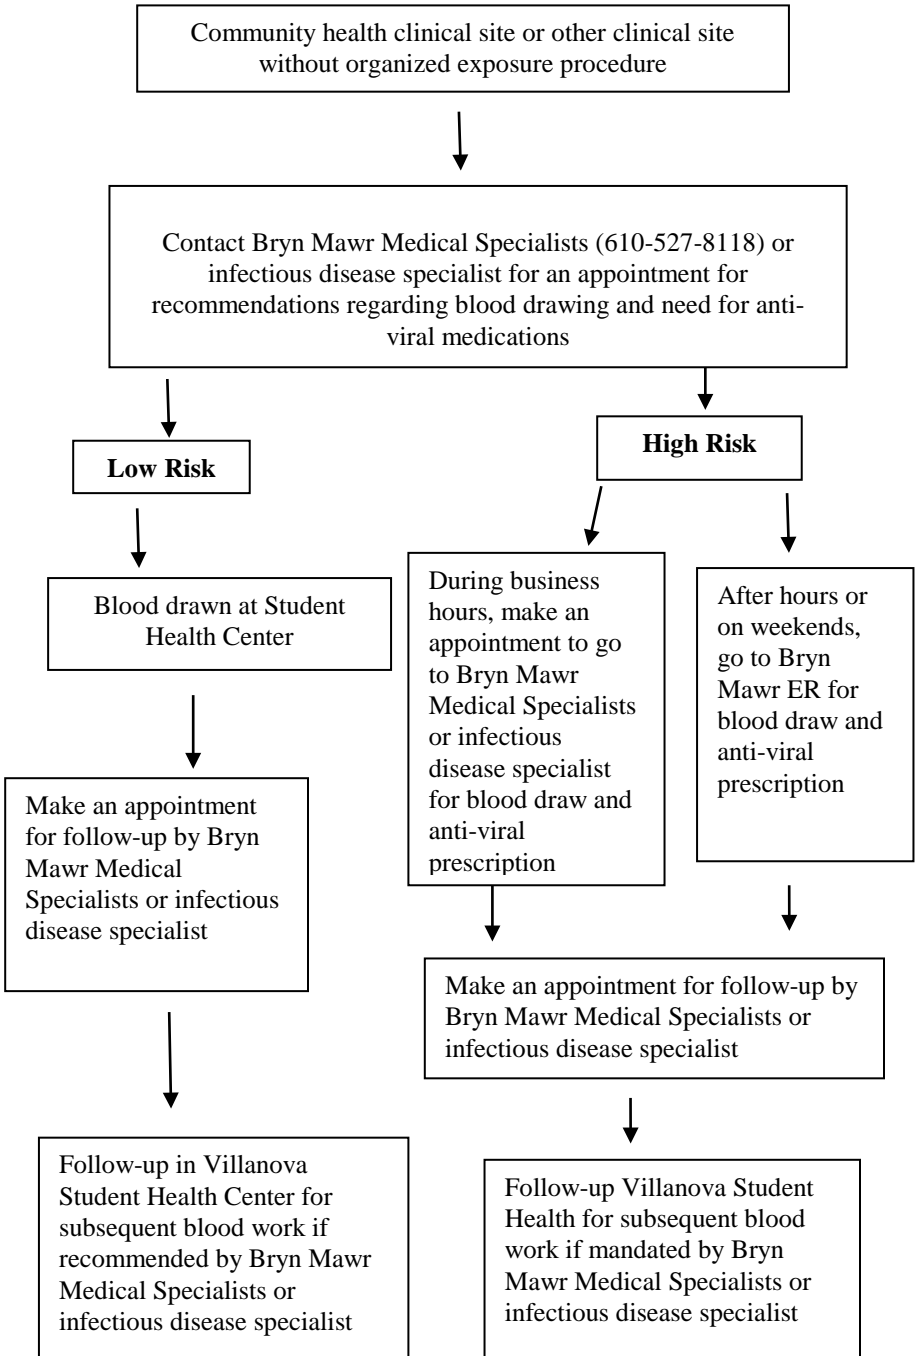 Community health clinical site or other clinical site
without organized exposure procedure
Contact Bryn Mawr Medical Specialists (610-527-8118) or
infectious disease specialist for an appointment for
recommendations regarding blood drawing and need for anti-
viral medications
Low Risk
High Risk
Blood drawn at Student
Health Center
During business
hours, make an
appointment to go
to Bryn Mawr
Medical Specialists
or infectious
disease specialist
for blood draw and
anti-viral
prescription
After hours or
on weekends,
go to Bryn
Mawr ER for
blood draw and
anti-viral
prescription
Make an appointment
for follow-up by Bryn
Mawr Medical
Specialists or infectious
disease specialist
Make an appointment for follow-up by
Bryn Mawr Medical Specialists or
infectious disease specialist
Follow-up in Villanova
Student Health Center for
subsequent blood work if
recommended by Bryn Mawr
Medical Specialists or
infectious disease specialist
Follow-up Villanova Student
Health for subsequent blood
work if mandated by Bryn
Mawr Medical Specialists or
infectious disease specialist